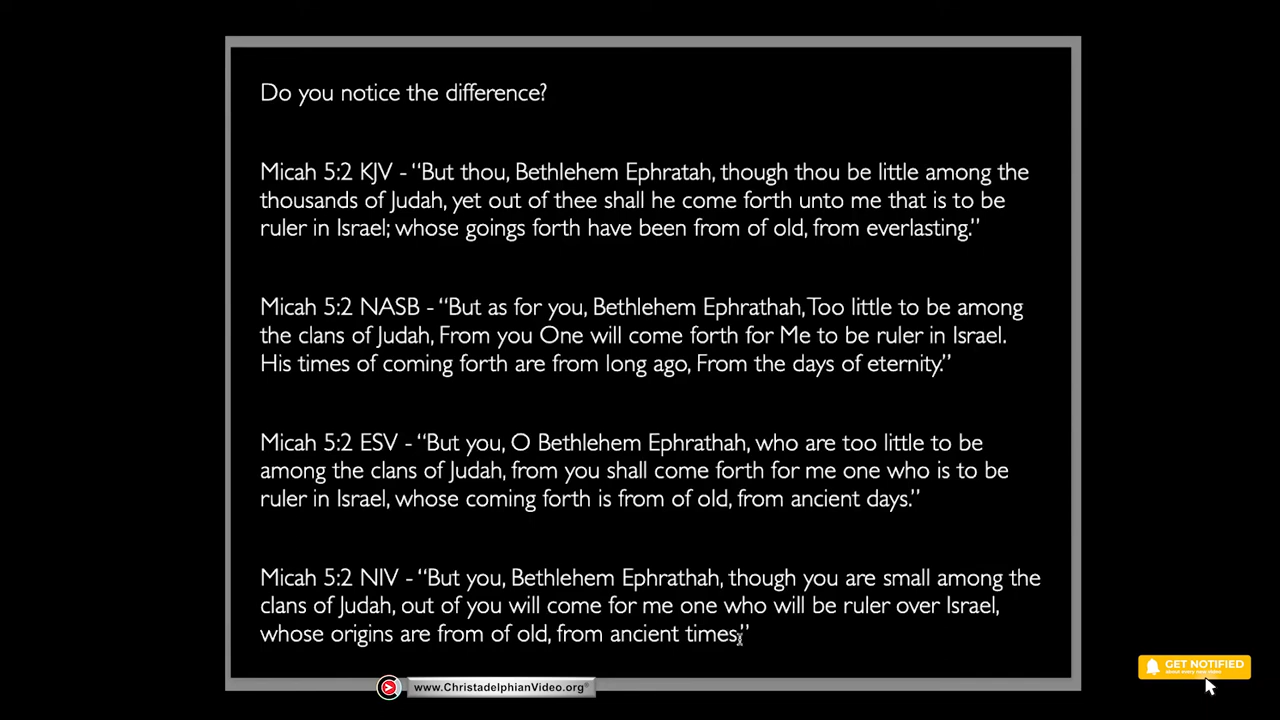 Do you notice the difference?
Micah 5:2 KJV - “But thou, Bethlehem Ephratah, though thou be little among the
thousands of Judah, yet out of thee shall he come forth unto me that is to be
ruler in Israel; whose goings forth have been from of old, from everlasting.”
Micah 5:2 NASB - “But as for you, Bethlehem Ephrathah, Too little to be among
the clans of Judah, From you One will come forth for Me to be ruler in Israel.
His times of coming forth are from long ago, From the days of eternity.”
Micah 5:2 ESV - “But you, O Bethlehem Ephrathah, who are too little to be
among the clans of Judah, from you shall come forth for me one who is to be
ruler in Israel, whose coming forth is from of old, from ancient days.”
Micah 5:2 NIV - “But you, Bethlehem Ephrathah, though you are small among the
clans of Judah, out of you will come for me one who will be ruler over Israel,
whose origins are from of old, from ancient times.”
www.ChristadelphianVideo.org
GET NOTIFIED
about every new video